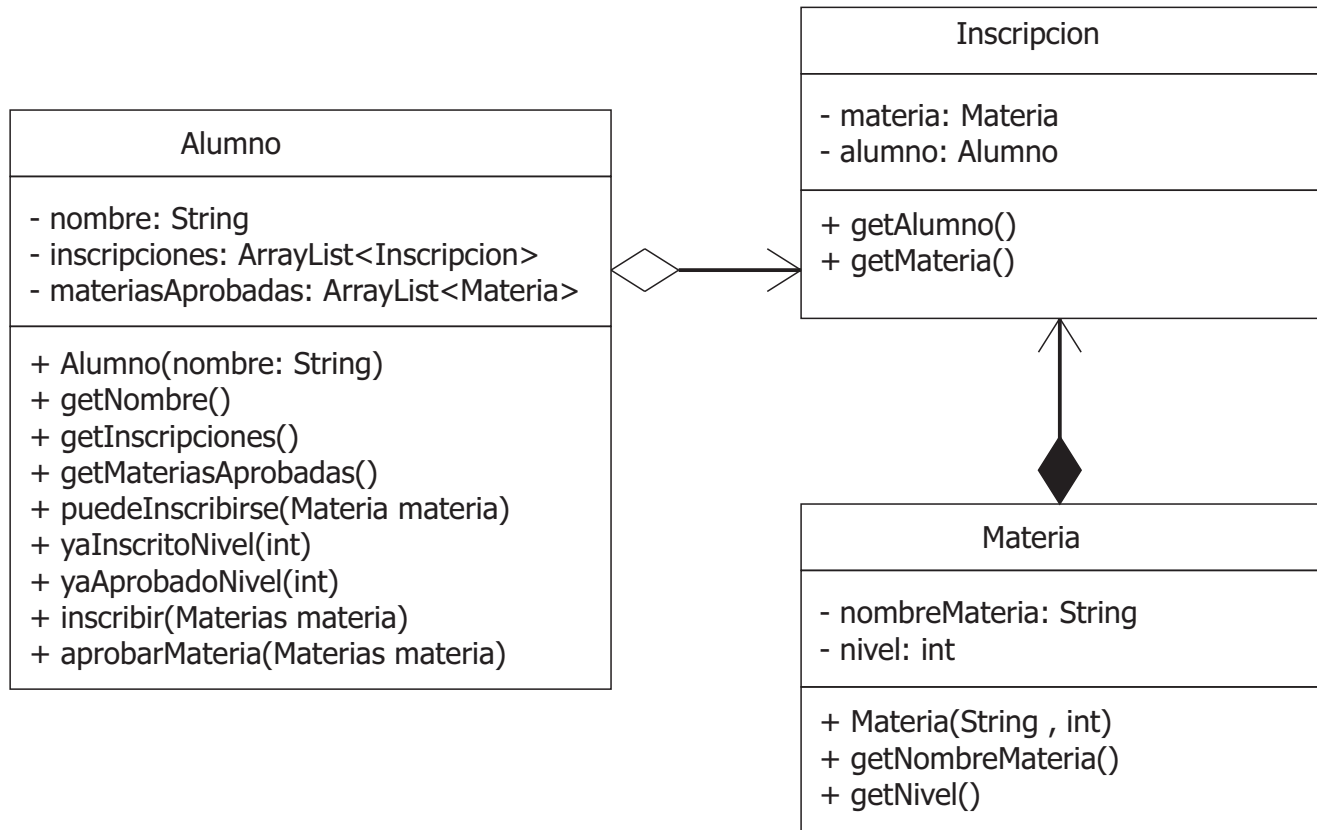 Alumno
- nombre: String
- inscripciones: ArrayList<Inscripcion>
- materiasAprobadas: ArrayList<Materia>
+ Alumno(nombre: String)
+ getNombre()
+ getInscripciones()
+ getMateriasAprobadas()
+ puedeInscribirse(Materia materia)
+ yaInscritoNivel(int)
+ yaAprobadoNivel(int)
+ inscribir(Materias materia)
+ aprobarMateria(Materias materia)
Inscripcion
- materia: Materia
- alumno: Alumno
+ getAlumno()
+ getMateria()
Materia
- nombreMateria: String
- nivel: int
+ Materia(String , int)
+ getNombreMateria()
+ getNivel()